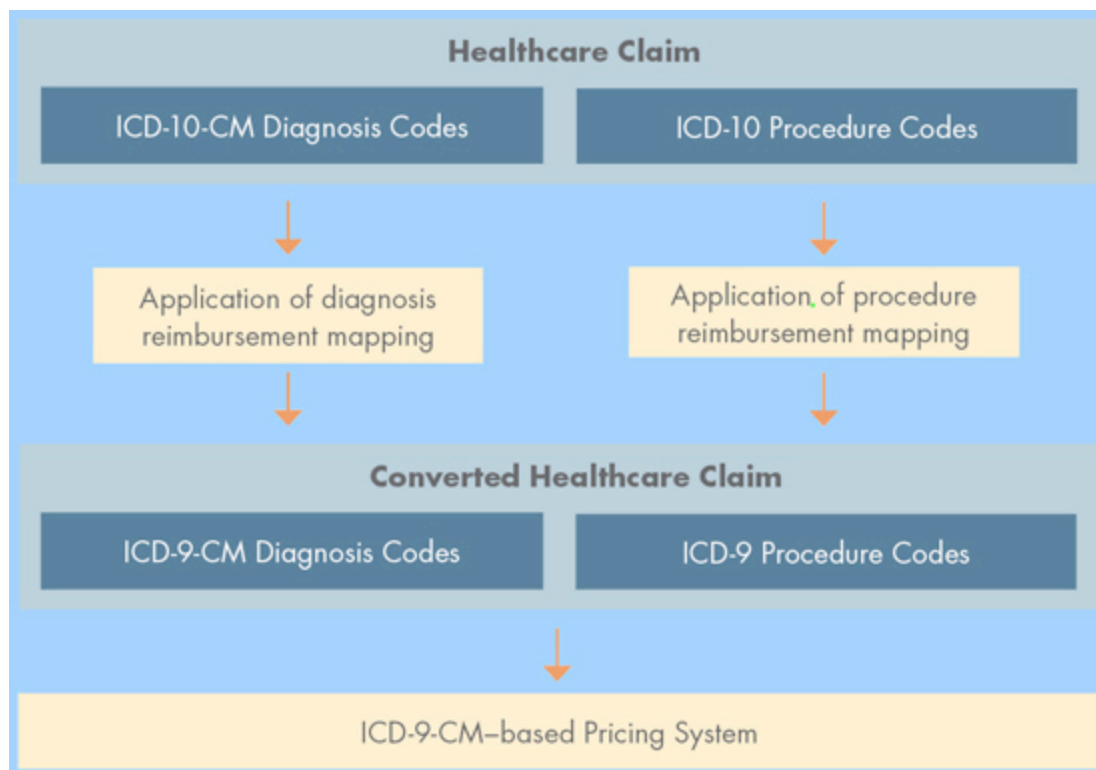 Healthcare Claim
ICD-10-CM Diagnosis Codes
ICD-10 Procedure Codes
Application of diagnosis
reimbursement mapping
Application of procedure
reimbursement mapping
Converted Healthcare Claim
ICD-9-CM Diagnosis Codes
ICD-9 Procedure Codes
ICD-9-CM–based Pricing System